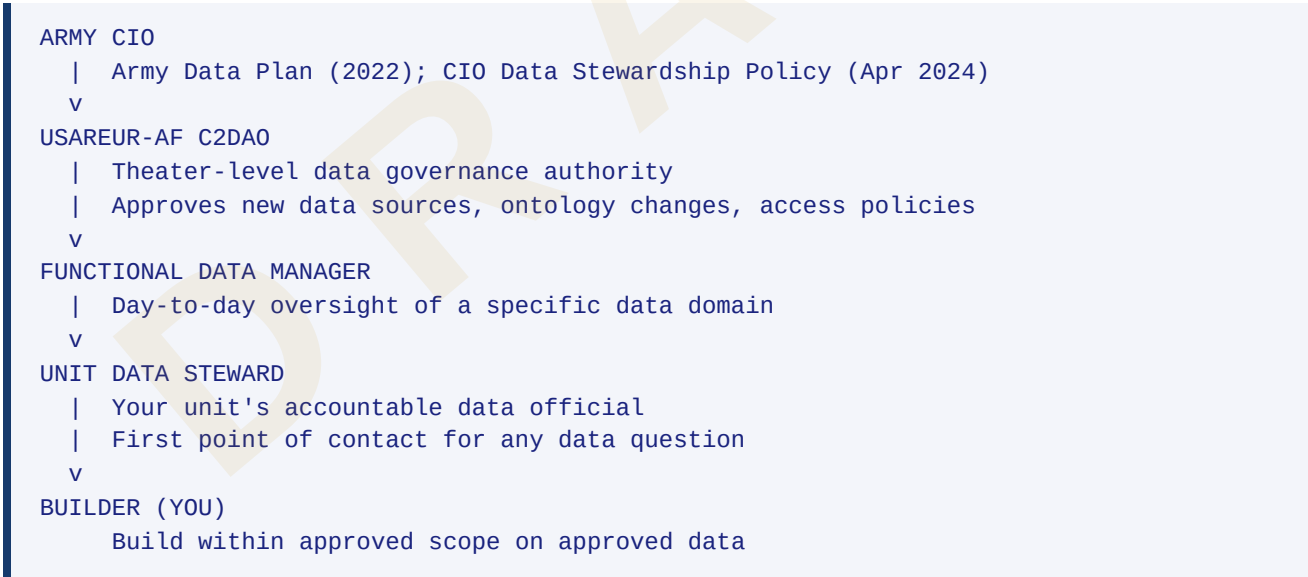 ARMY CIO
  |  Army Data Plan (2022); CIO Data Stewardship Policy (Apr 2024)
  v
USAREUR-AF C2DAO
  |  Theater-level data governance authority
  |  Approves new data sources, ontology changes, access policies
  v
FUNCTIONAL DATA MANAGER
  |  Day-to-day oversight of a specific data domain
  v
UNIT DATA STEWARD
  |  Your unit's accountable data official
  |  First point of contact for any data question
  v
BUILDER (YOU)
     Build within approved scope on approved data
D R A